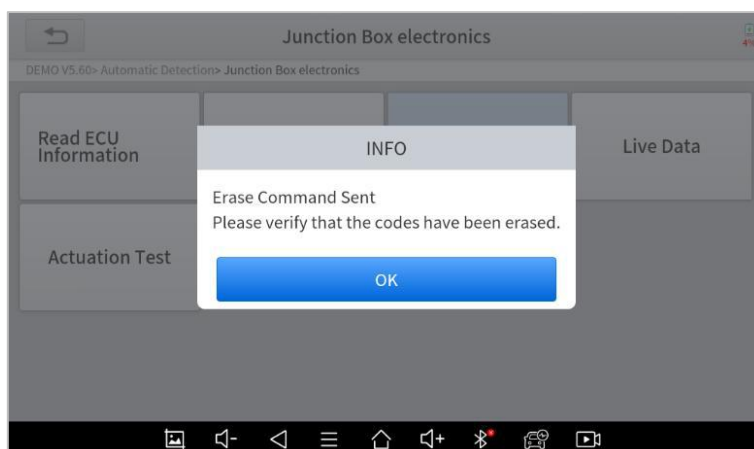 Junction Box electronics
DEMO V5.60> Automatic Detection> Junction Box electronics
Read ECU
Information
Live Data
INFO
Erase Command Sent
Please verify that the codes have been erased.
OK
Actuation Test